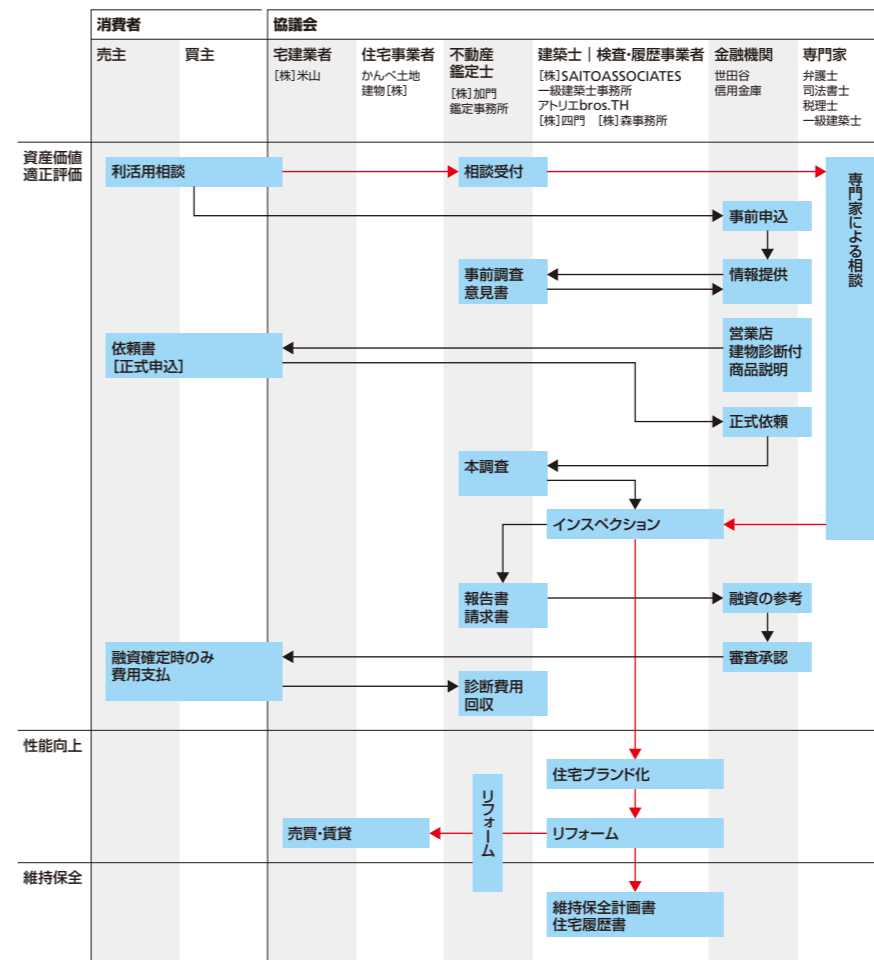 消費者
協議会
売主
買主
宅建業者
[株]米山
住宅事業者
かんべ土地
建物[株]
不動産
鑑定士
[株]加門
鑑定事務所
建築士｜検査・履歴事業者
[株]SAITOASSOCIATES
一級建築士事務所
アトリエbros.TH
[株]四門　[株]森事務所
金融機関
世田谷
信用金庫
専門家
弁護士
司法書士
税理士
一級建築士
資産価値
適正評価
利活用相談
相談受付
専門家による相談
事前申込
事前調査
意見書
情報提供
依頼書
[正式申込]
営業店
建物診断付
商品説明
正式依頼
本調査
インスペクション
報告書
請求書
融資の参考
融資確定時のみ
費用支払
審査承認
診断費用
回収
性能向上
住宅ブランド化
リフォーム
売買・賃貸
リフォーム
維持保全
維持保全計画書
住宅履歴書